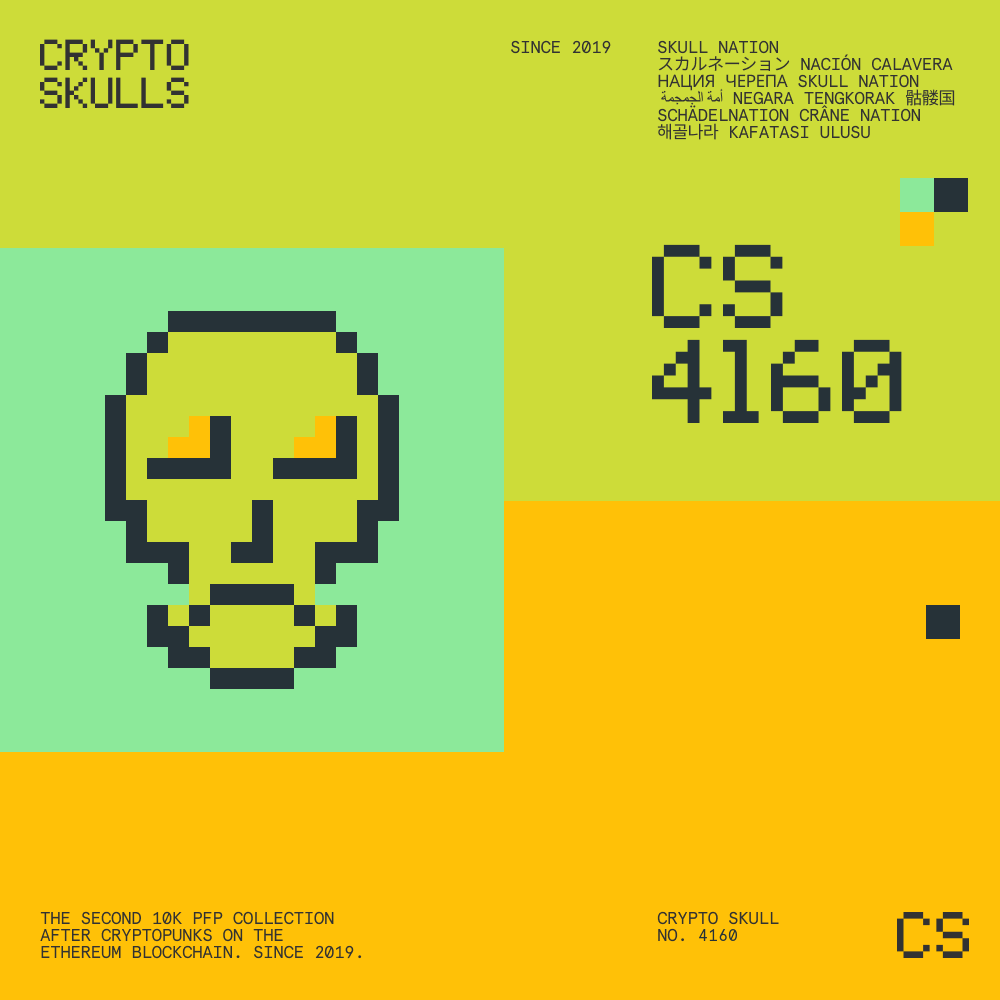 CRYPTO
SKULLS
SINCE 2019
SKULL NATION
スカルネーション NACIÓN CALAVERA
НАЦИЯ ЧЕРЕПА SKULL NATION
أمة الجمجمة NEGARA TENGKORAK 骷髅国
SCHÄDELNATION CRÂNE NATION
해골나라 KAFATASI ULUSU
CS
4160
THE SECOND 10K PFP COLLECTION
AFTER CRYPTOPUNKS ON THE
ETHEREUM BLOCKCHAIN. SINCE 2019.
CRYPTO SKULL
NO. 4160
CS